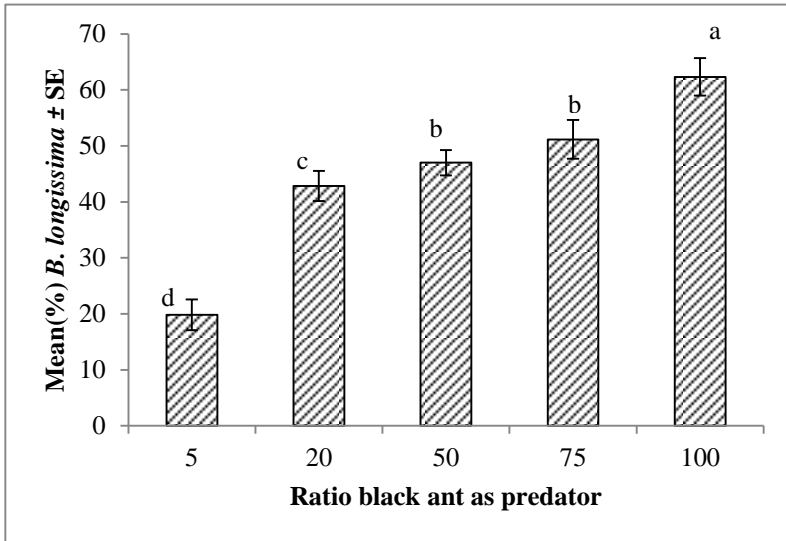 Mean(%) B. longissima ± SE
70
60
50
40
30
20
10
0
d
c
b
b
a
5 20 50 75 100
Ratio black ant as predator